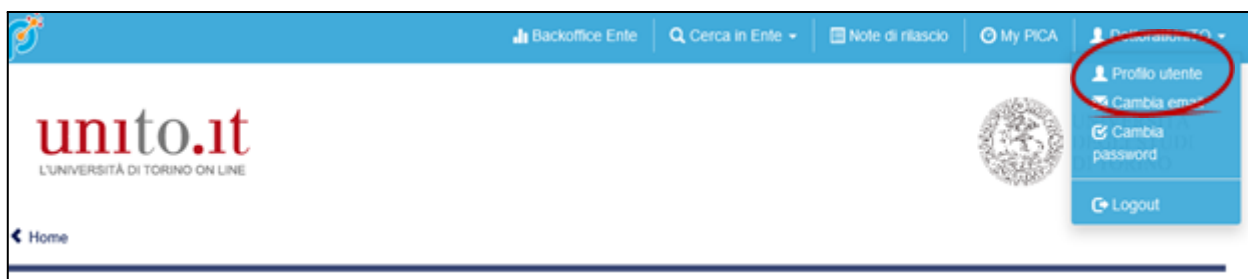 Backoffice Ente Cerca in Ente Note di rilascio My PICA
Profilo utente
Cambia email
Cambia
password
Logout
unito.it
L'UNIVERSITÀ DI TORINO ON LINE
Home